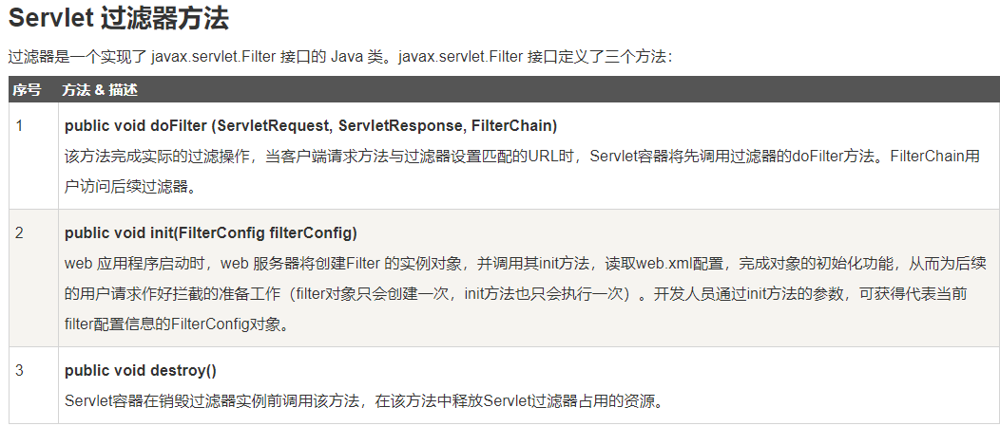 Servlet 过滤器方法
过滤器是一个实现了 javax.servlet.Filter 接口的 Java 类。javax.servlet.Filter 接口定义了三个方法：
序号 方法 & 描述
1 public void doFilter (ServletRequest, ServletResponse, FilterChain)
该方法完成实际的过滤操作，当客户端请求方法与过滤器设置匹配的URL时，Servlet容器将先调用过滤器的doFilter方法。FilterChain用
户访问后续过滤器。
2 public void init(FilterConfig filterConfig)
web 应用程序启动时，web 服务器将创建Filter 的实例对象，并调用其init方法，读取web.xml配置，完成对象的初始化功能，从而为后续
的用户请求作好拦截的准备工作（filter对象只会创建一次，init方法也只会执行一次）。开发人员通过init方法的参数，可获得代表当前
filter配置信息的FilterConfig对象。
3 public void destroy()
Servlet容器在销毁过滤器实例前调用该方法，在该方法中释放Servlet过滤器占用的资源。